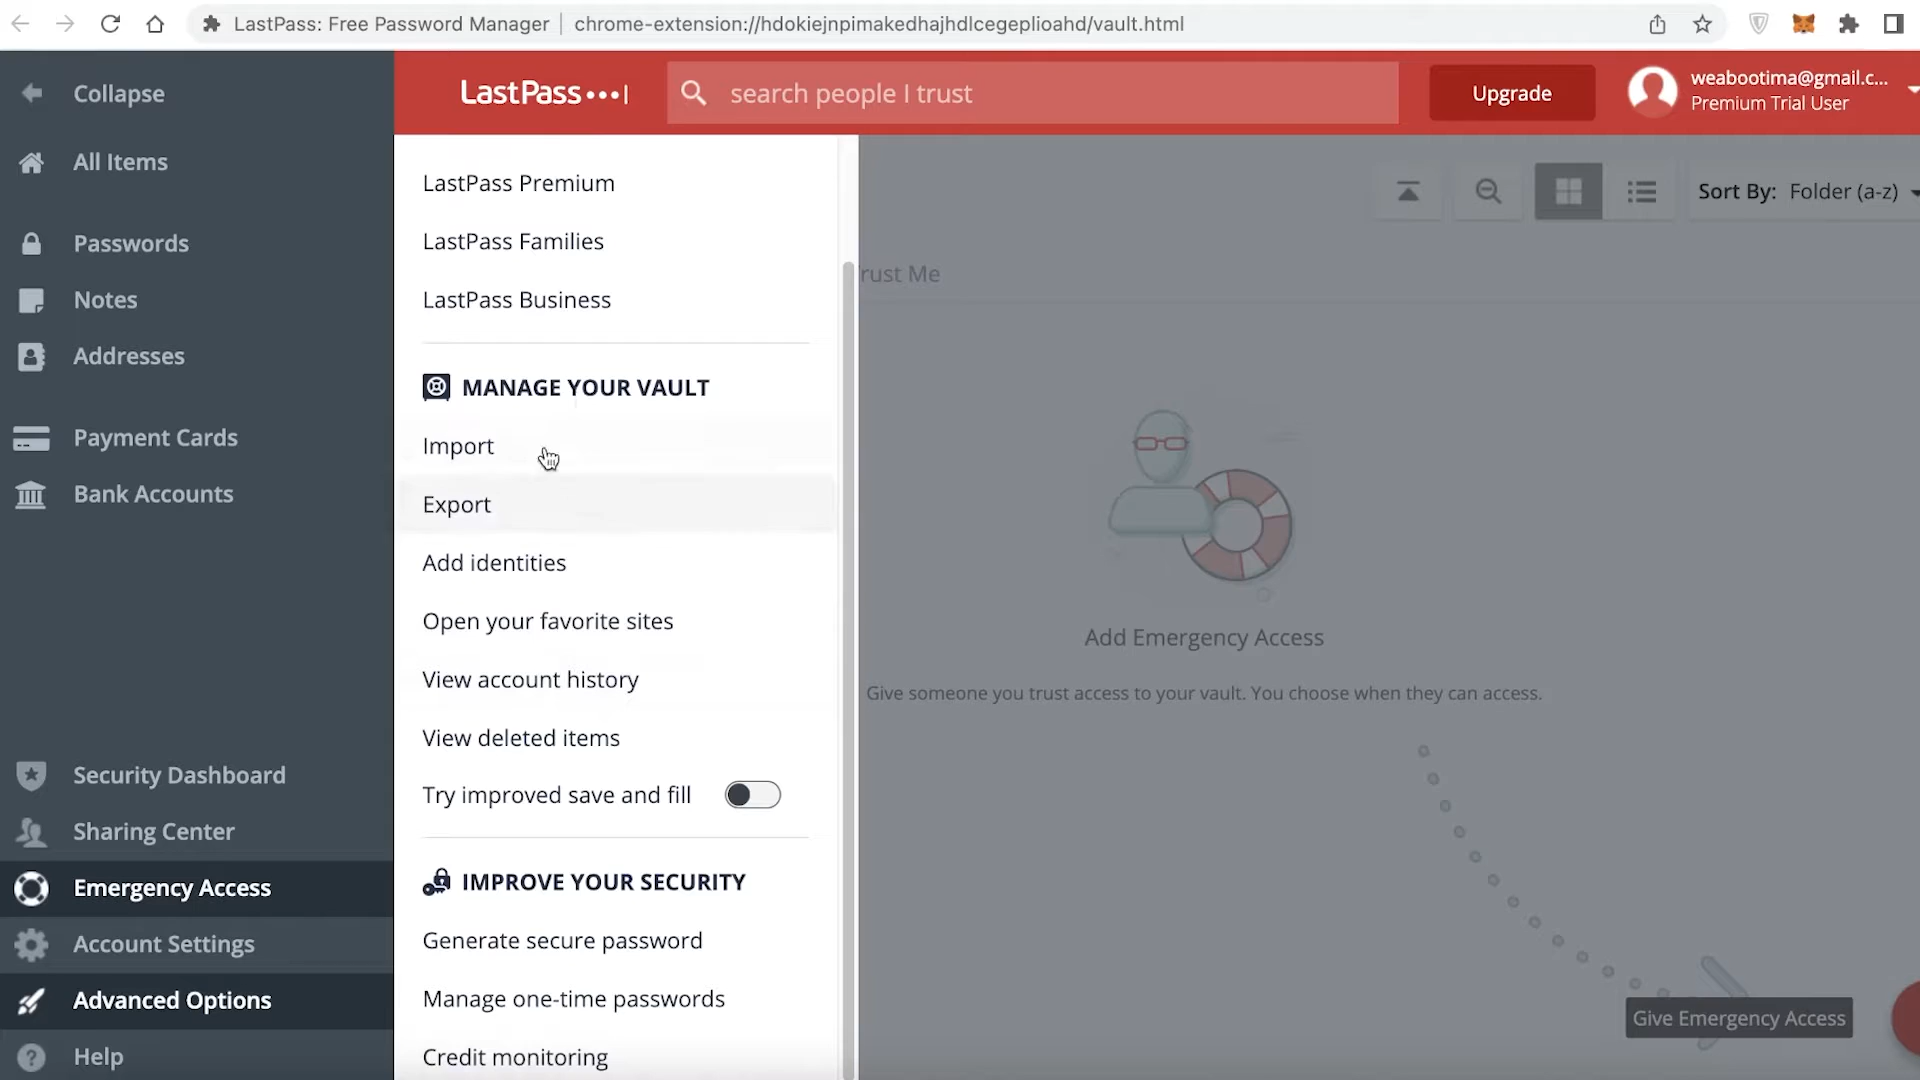 LastPass: Free Password Manager
chrome-extension://hdokiejnpimakedhajhdlcegeplioahd/vault.html
Collapse
All Items
Passwords
Notes
Addresses
Payment Cards
Bank Accounts
Security Dashboard
Sharing Center
Emergency Access
Account Settings
Advanced Options
Help
LastPass
search people I trust
Upgrade
weabootima@gmail.c...
Premium Trial User
LastPass Premium
LastPass Families
LastPass Business
MANAGE YOUR VAULT
Import
Export
Add identities
Open your favorite sites
View account history
View deleted items
Try improved save and fill
IMPROVE YOUR SECURITY
Generate secure password
Manage one-time passwords
Credit monitoring
Sort By: Folder (a-z)
rust Me
Add Emergency Access
Give someone you trust access to your vault. You choose when they can access.
Give Emergency Access